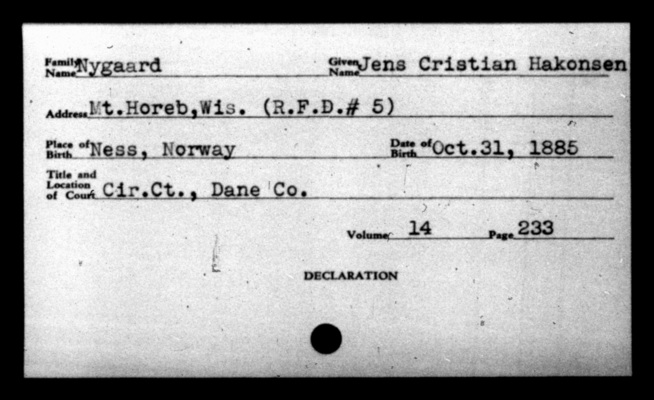 Family Name Nygaard Given Name Jens Cristian Hakonsen
Address Mt.Horeb,Wis. (R.F.D.# 5)
Place of Birth Ness, Norway Date of Birth Oct.31, 1885
Title and Location of Court Cir.Ct., Dane Co.
Volume 14 Page 233
DECLARATION